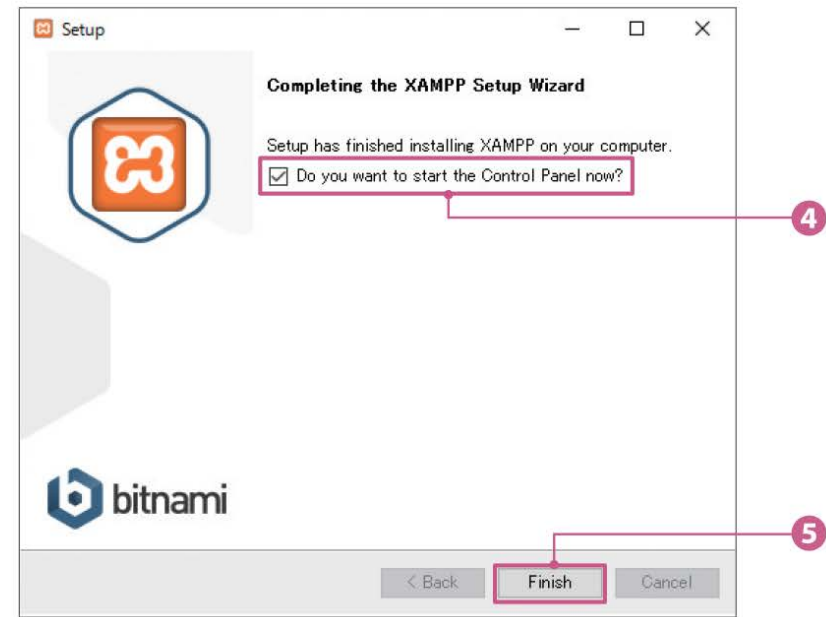 Setup
Completing the XAMPP Setup Wizard
Setup has finished installing XAMPP on your computer.
Do you want to start the Control Panel now?
4
bitnami
5
< Back Finish Cancel